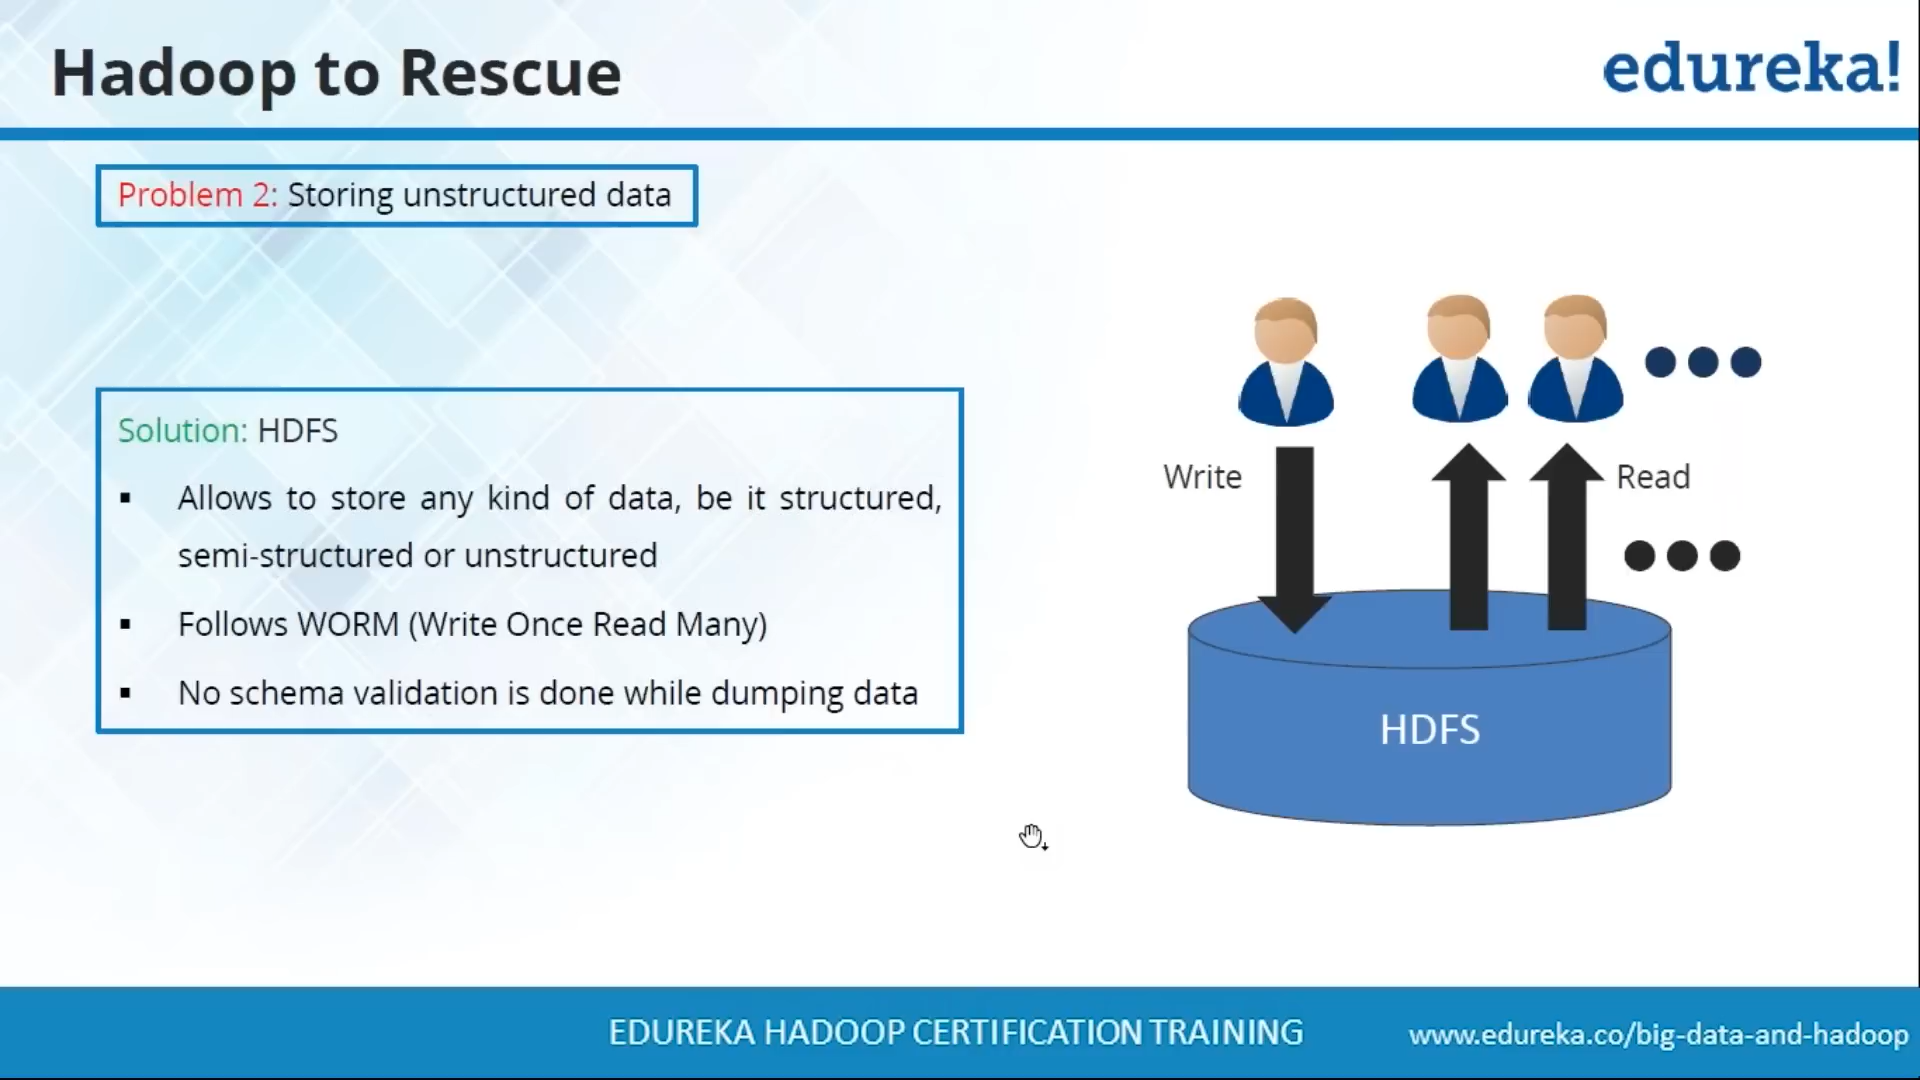 Hadoop to Rescue
edureka!
Problem 2: Storing unstructured data
Solution: HDFS
▪ Allows to store any kind of data, be it structured,
semi-structured or unstructured
▪ Follows WORM (Write Once Read Many)
▪ No schema validation is done while dumping data
Write
Read
HDFS
EDUREKA HADOOP CERTIFICATION TRAINING
www.edureka.co/big-data-and-hadoop